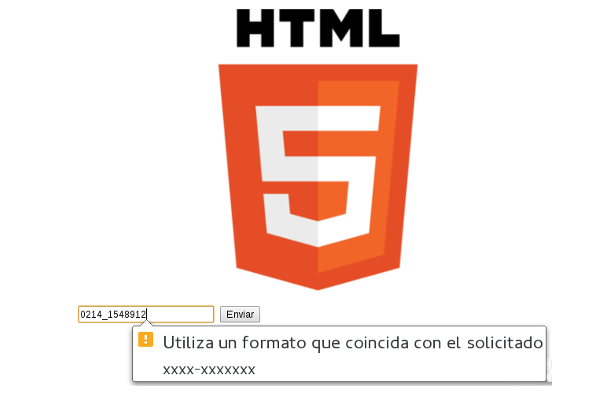 HTML
5
0214_1548912
Enviar
!
Utiliza un formato que coincida con el solicitado
xxxx-xxxxxxx